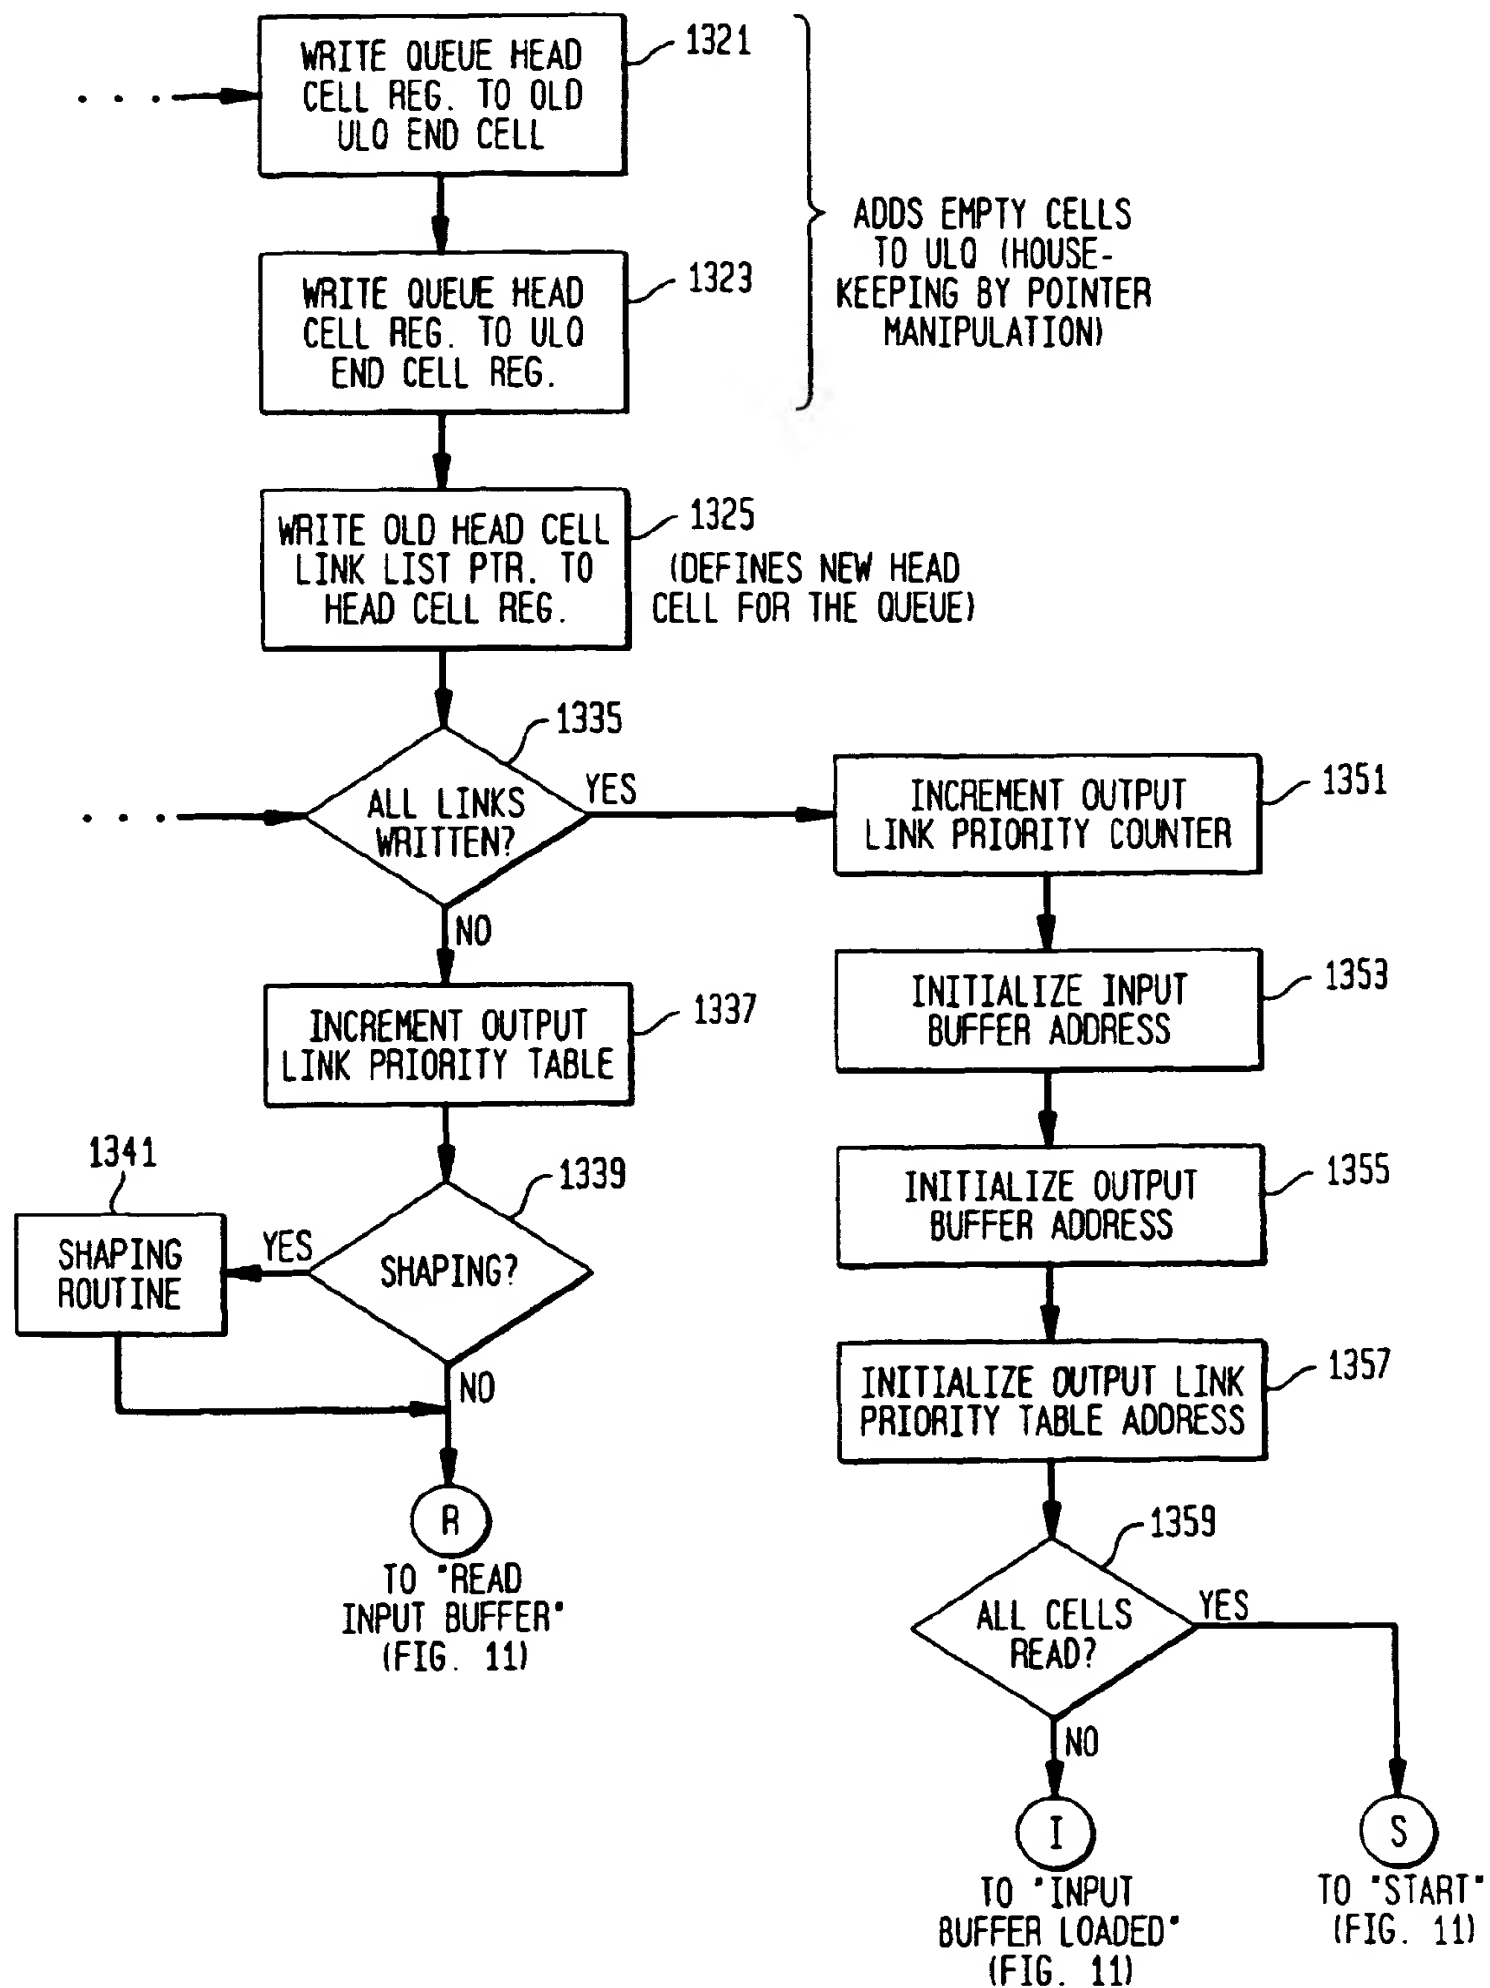 WRITE QUEUE HEAD
CELL REG. TO OLD
ULQ END CELL
1321
. . .
WRITE QUEUE HEAD
CELL REG. TO ULQ
END CELL REG.
1323
ADDS EMPTY CELLS
TO ULQ (HOUSE-
KEEPING BY POINTER
MANIPULATION)
WRITE OLD HEAD CELL
LINK LIST PTR. TO
HEAD CELL REG.
1325
(DEFINES NEW HEAD
CELL FOR THE QUEUE)
1335
. . .
ALL LINKS
WRITTEN?
YES
NO
INCREMENT OUTPUT
LINK PRIORITY TABLE
1337
1339
SHAPING?
YES
1341
SHAPING
ROUTINE
NO
R
TO "READ
INPUT BUFFER"
(FIG. 11)
INCREMENT OUTPUT
LINK PRIORITY COUNTER
1351
INITIALIZE INPUT
BUFFER ADDRESS
1353
INITIALIZE OUTPUT
BUFFER ADDRESS
1355
INITIALIZE OUTPUT LINK
PRIORITY TABLE ADDRESS
1357
1359
ALL CELLS
READ?
YES
NO
I
TO "INPUT
BUFFER LOADED"
(FIG. 11)
S
TO "START"
(FIG. 11)